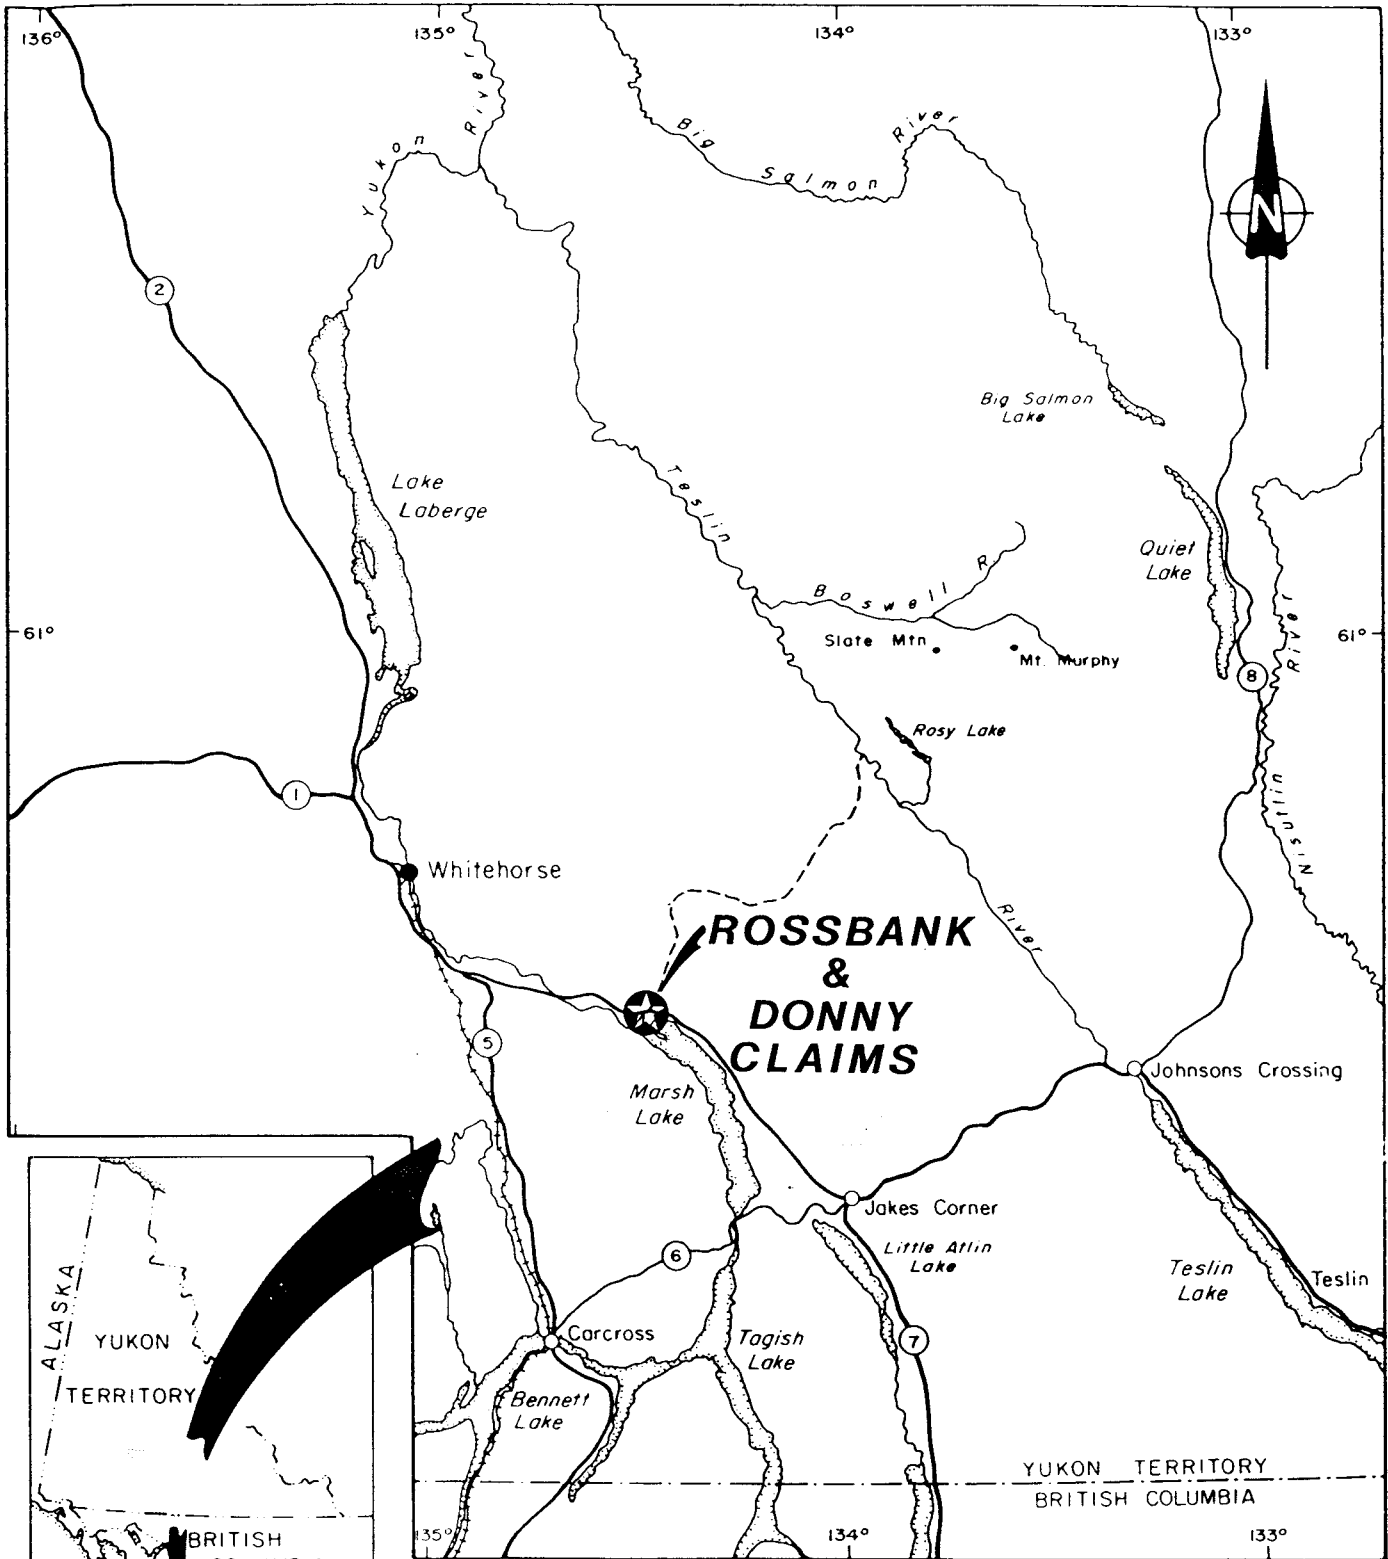 136°
135°
134°
133°
Yukon River
Big Salmon River
N
2
Big Salmon
Lake
Lake
Laberge
Teslin
Quiet
Lake
Boswell R
61°
61°
Slate Mtn
Mt. Murphy
8
River
Rosy Lake
1
Nisutlin
Whitehorse
River
ROSSBANK
&
DONNY
CLAIMS
5
Marsh
Lake
Johnsons Crossing
Jakes Corner
6
Little Atlin
Lake
Teslin
Lake
Teslin
ALASKA
YUKON
TERRITORY
Carcross
Tagish
Lake
7
Bennett
Lake
YUKON TERRITORY
BRITISH COLUMBIA
BRITISH
135°
134°
133°